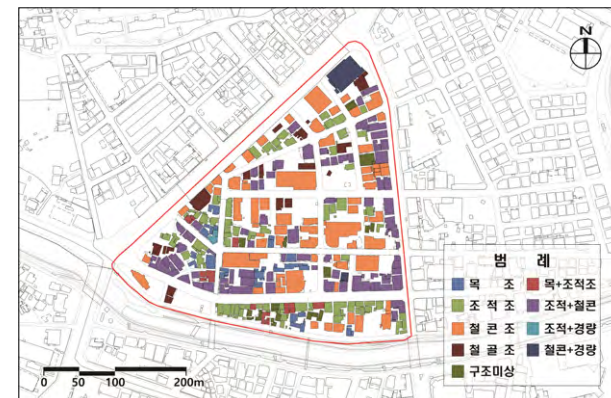 N
범 례
목 조
목+조적조
조 적 조
조적+철콘
철 콘 조
조적+경량
철 골 조
철콘+경량
구조미상
0 50 100 200m